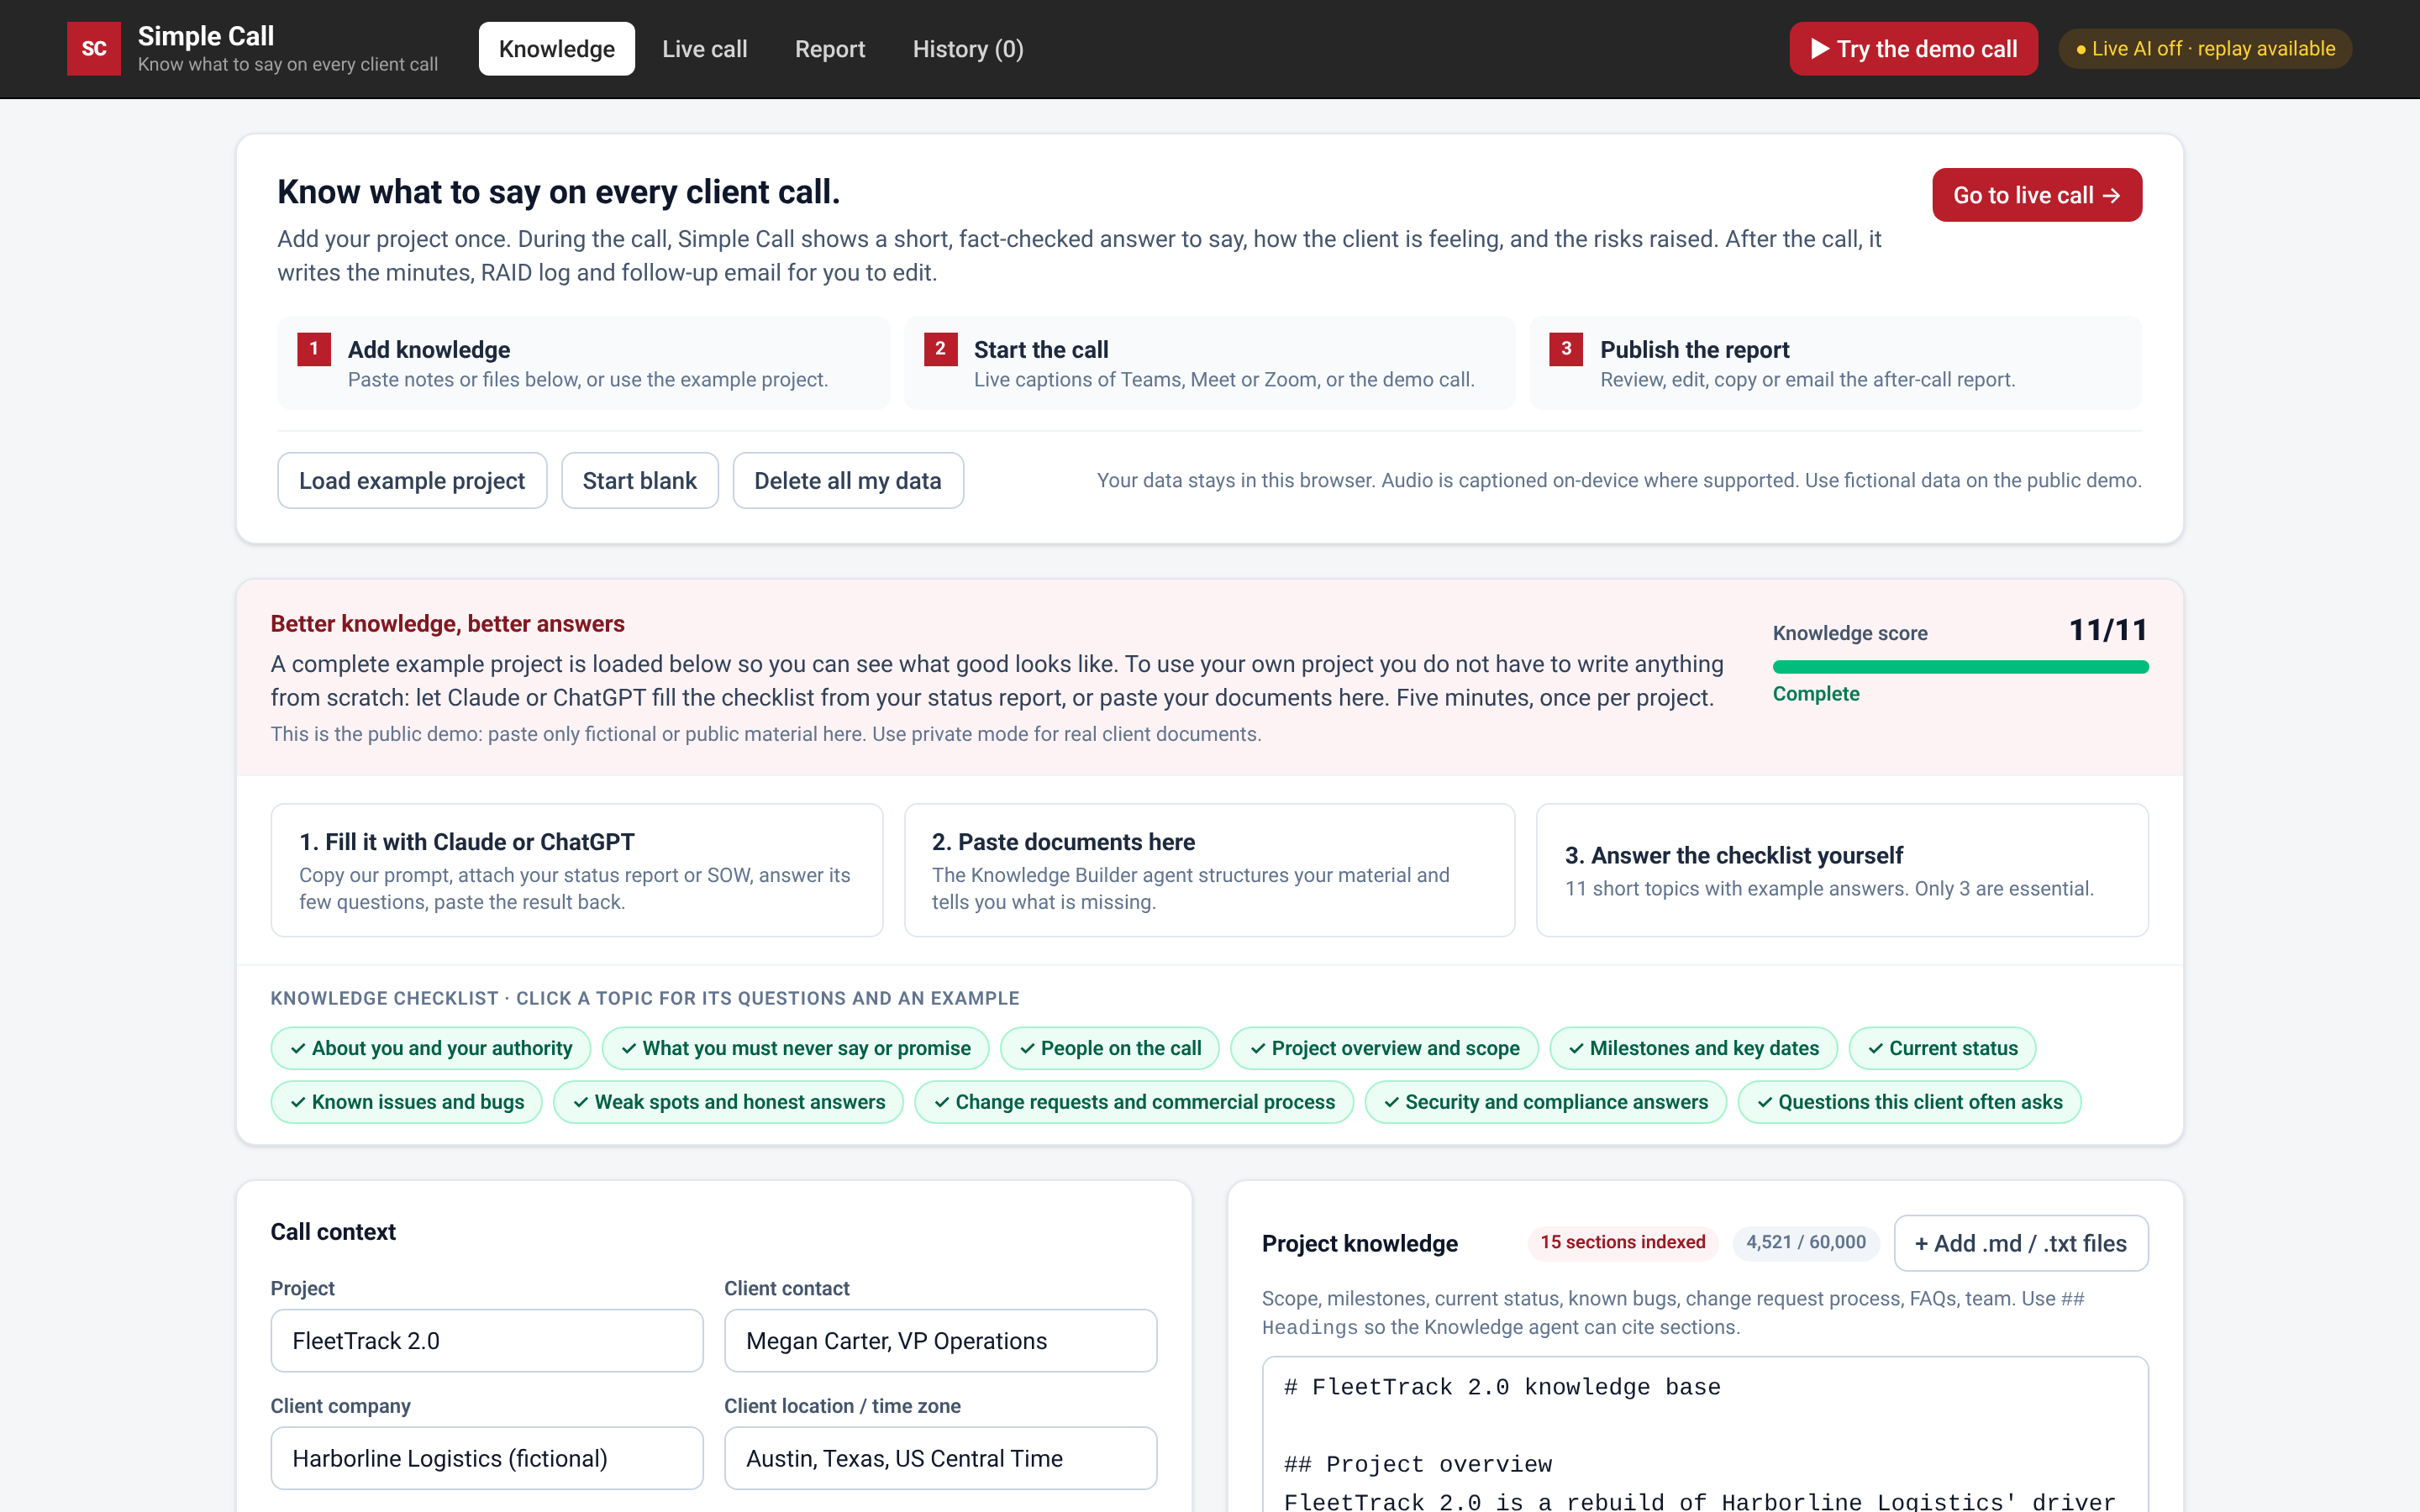 SC
Simple Call
Know what to say on every client call
Knowledge
Live call
Report
History (0)
▶ Try the demo call
● Live AI off · replay available
Know what to say on every client call.
Go to live call →
Add your project once. During the call, Simple Call shows a short, fact-checked answer to say, how the client is feeling, and the risks raised. After the call, it
writes the minutes, RAID log and follow-up email for you to edit.
1
Add knowledge
Paste notes or files below, or use the example project.
2
Start the call
Live captions of Teams, Meet or Zoom, or the demo call.
3
Publish the report
Review, edit, copy or email the after-call report.
Load example project
Start blank
Delete all my data
Your data stays in this browser. Audio is captioned on-device where supported. Use fictional data on the public demo.
Better knowledge, better answers
A complete example project is loaded below so you can see what good looks like. To use your own project you do not have to write anything
from scratch: let Claude or ChatGPT fill the checklist from your status report, or paste your documents here. Five minutes, once per project.
This is the public demo: paste only fictional or public material here. Use private mode for real client documents.
Knowledge score
11/11
Complete
1. Fill it with Claude or ChatGPT
Copy our prompt, attach your status report or SOW, answer its
few questions, paste the result back.
2. Paste documents here
The Knowledge Builder agent structures your material and
tells you what is missing.
3. Answer the checklist yourself
11 short topics with example answers. Only 3 are essential.
KNOWLEDGE CHECKLIST · CLICK A TOPIC FOR ITS QUESTIONS AND AN EXAMPLE
✓ About you and your authority
✓ What you must never say or promise
✓ People on the call
✓ Project overview and scope
✓ Milestones and key dates
✓ Current status
✓ Known issues and bugs
✓ Weak spots and honest answers
✓ Change requests and commercial process
✓ Security and compliance answers
✓ Questions this client often asks
Call context
Project
FleetTrack 2.0
Client contact
Megan Carter, VP Operations
Client company
Harborline Logistics (fictional)
Client location / time zone
Austin, Texas, US Central Time
Project knowledge
15 sections indexed
4,521 / 60,000
+ Add .md / .txt files
Scope, milestones, current status, known bugs, change request process, FAQs, team. Use ##
Headings so the Knowledge agent can cite sections.
# FleetTrack 2.0 knowledge base
## Project overview
FleetTrack 2.0 is a rebuild of Harborline Logistics' driver